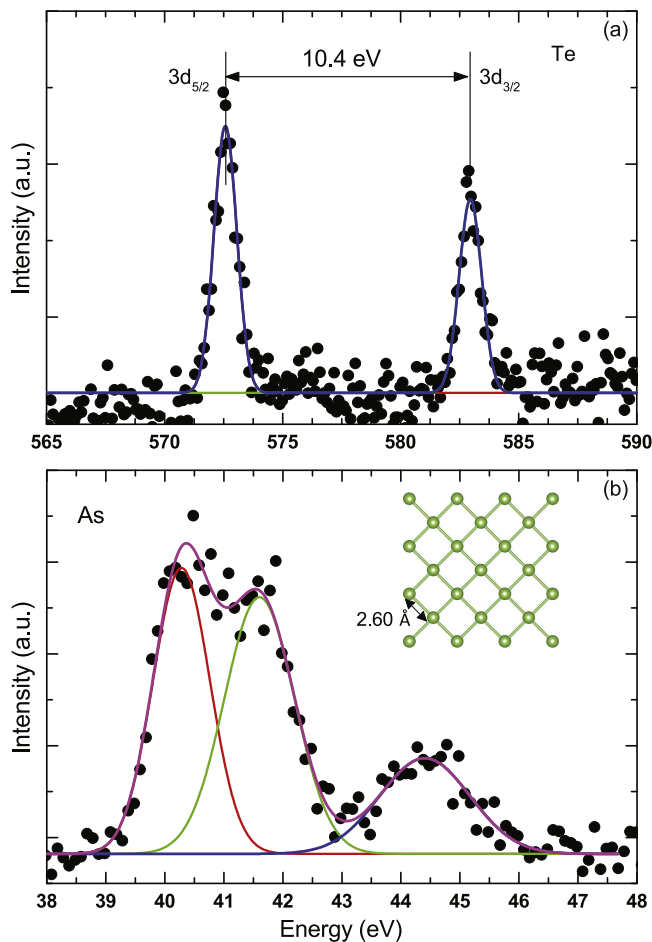 (a)
Te
10.4 eV
3d5/2
3d3/2
Intensity (a.u.)
565 570 575 580 585 590
(b)
As
2.60 Å
Intensity (a.u.)
38 39 40 41 42 43 44 45 46 47 48
Energy (eV)